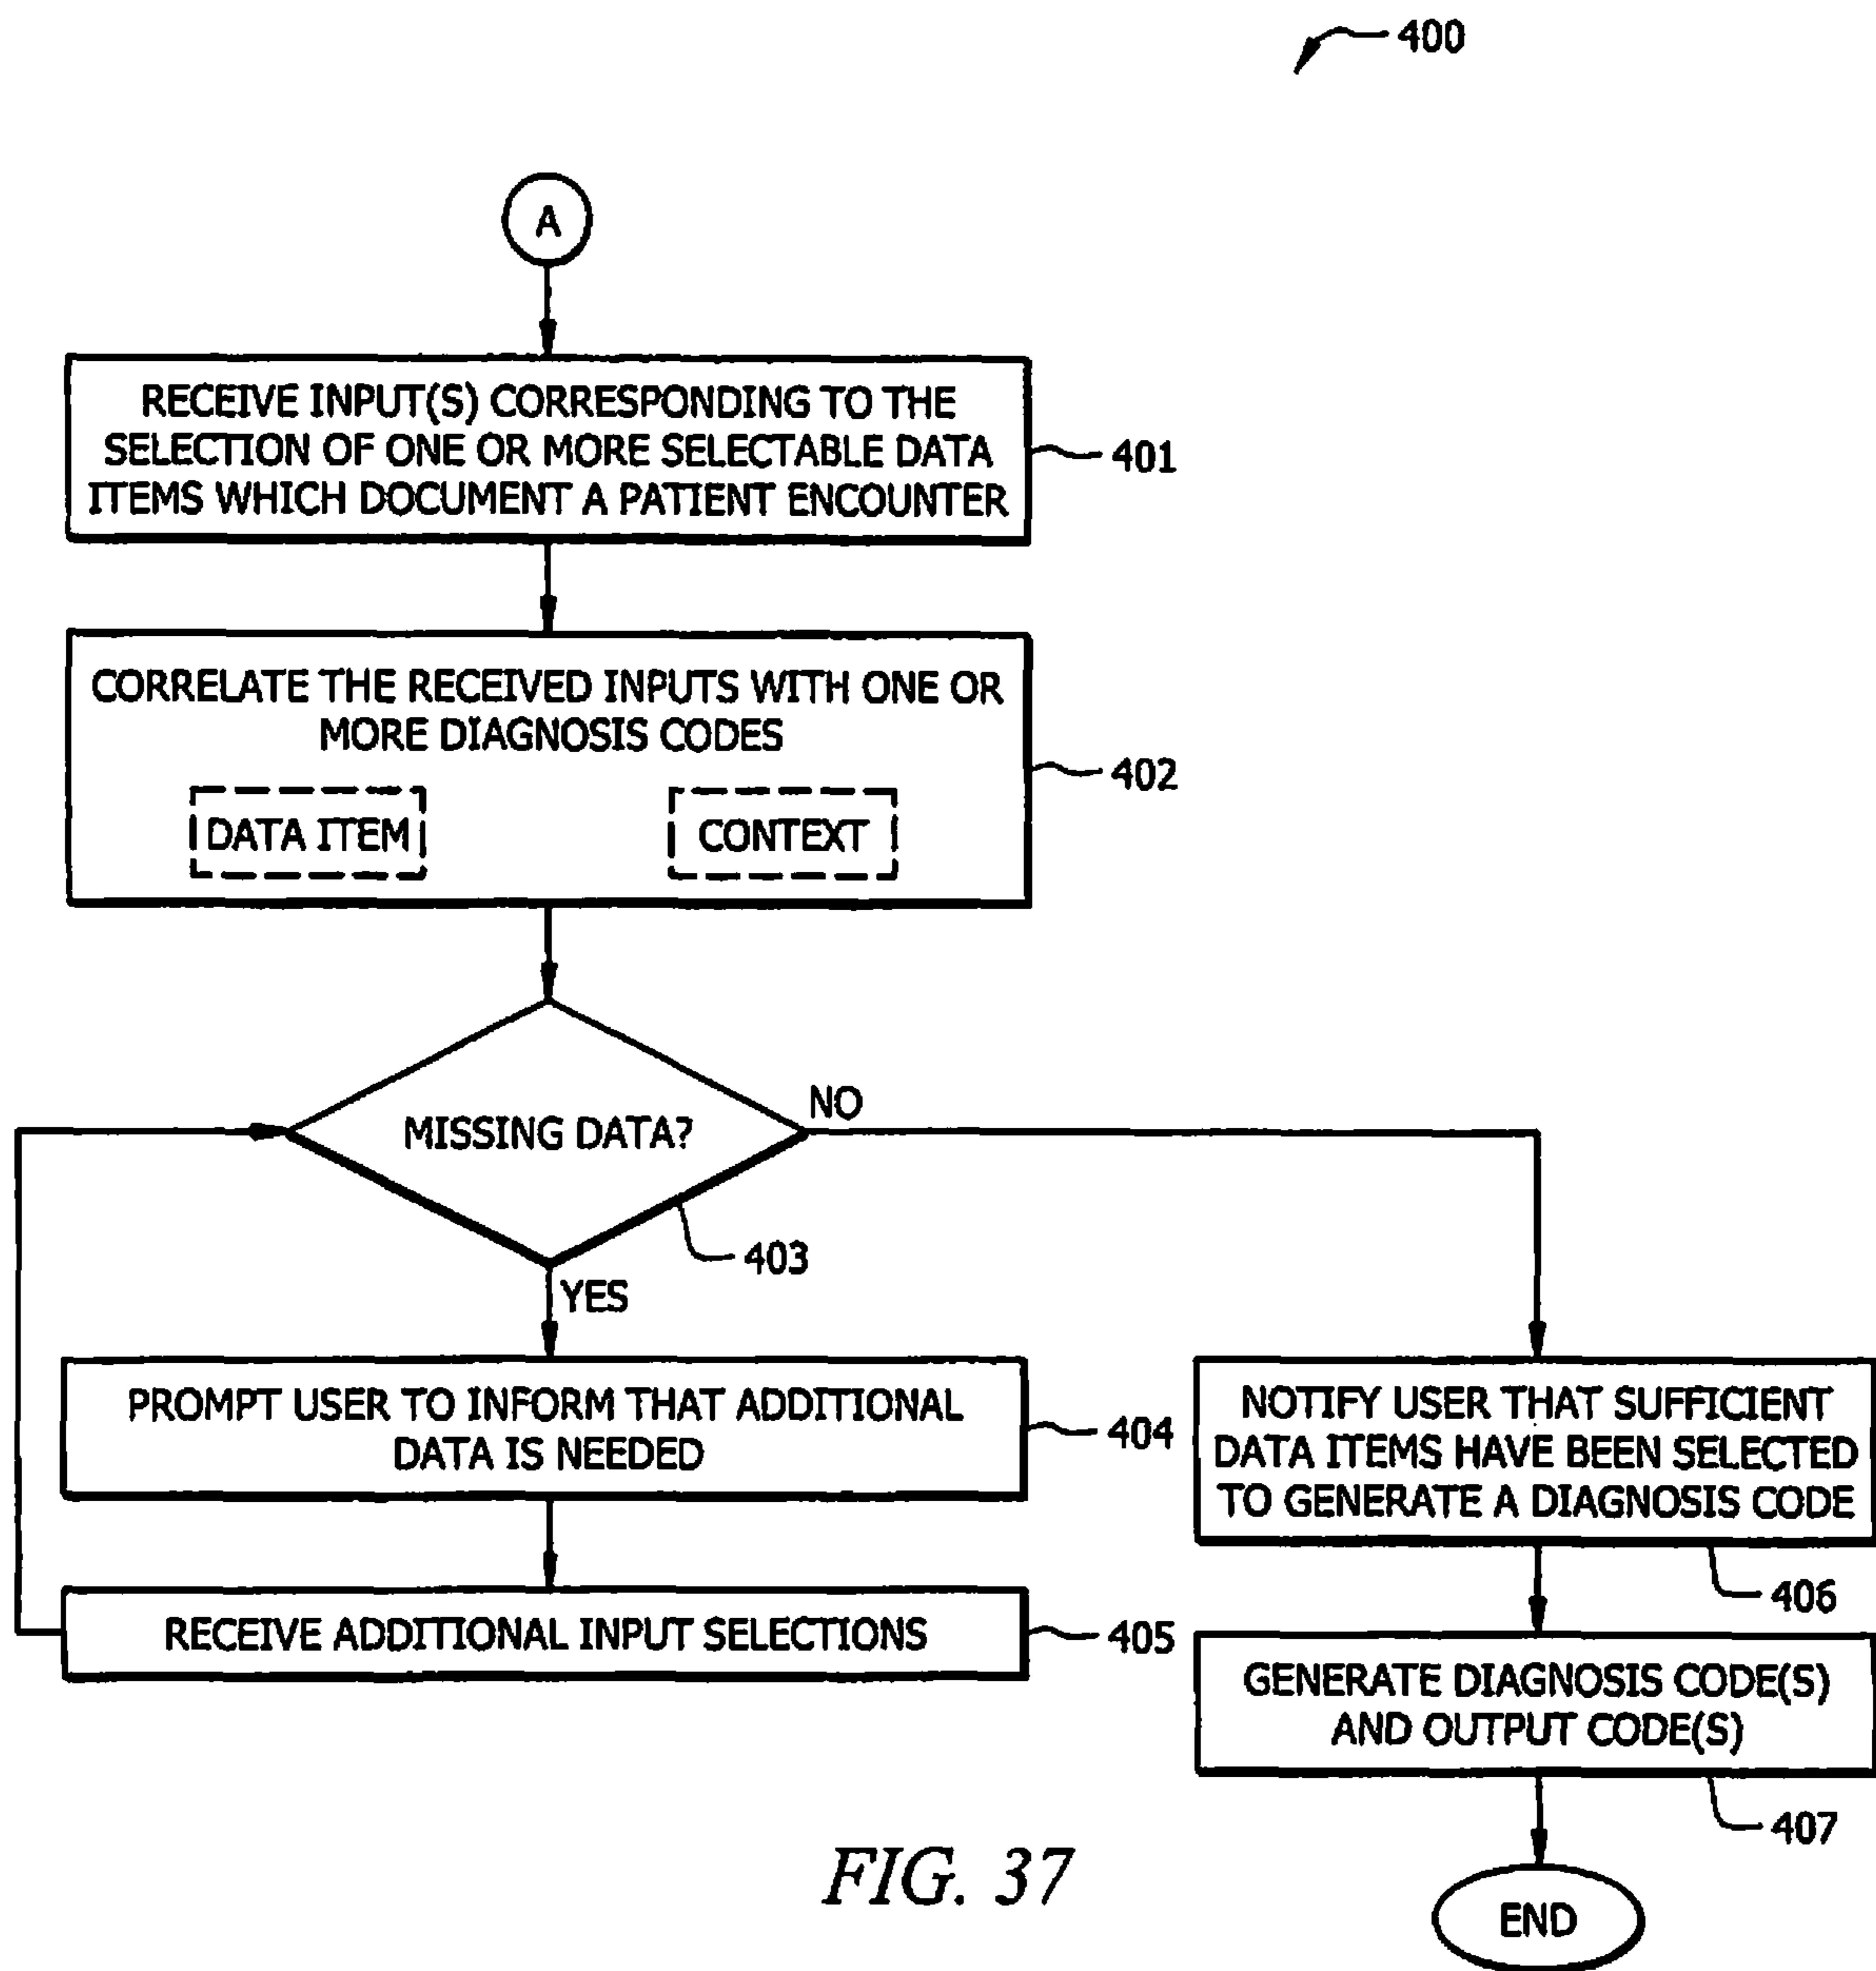 400
A
RECEIVE INPUT(S) CORRESPONDING TO THE
SELECTION OF ONE OR MORE SELECTABLE DATA
ITEMS WHICH DOCUMENT A PATIENT ENCOUNTER
401
CORRELATE THE RECEIVED INPUTS WITH ONE OR
MORE DIAGNOSIS CODES
DATA ITEM
CONTEXT
402
MISSING DATA?
NO
403
YES
PROMPT USER TO INFORM THAT ADDITIONAL
DATA IS NEEDED
404
RECEIVE ADDITIONAL INPUT SELECTIONS
405
NOTIFY USER THAT SUFFICIENT
DATA ITEMS HAVE BEEN SELECTED
TO GENERATE A DIAGNOSIS CODE
406
GENERATE DIAGNOSIS CODE(S)
AND OUTPUT CODE(S)
407
END
FIG. 37